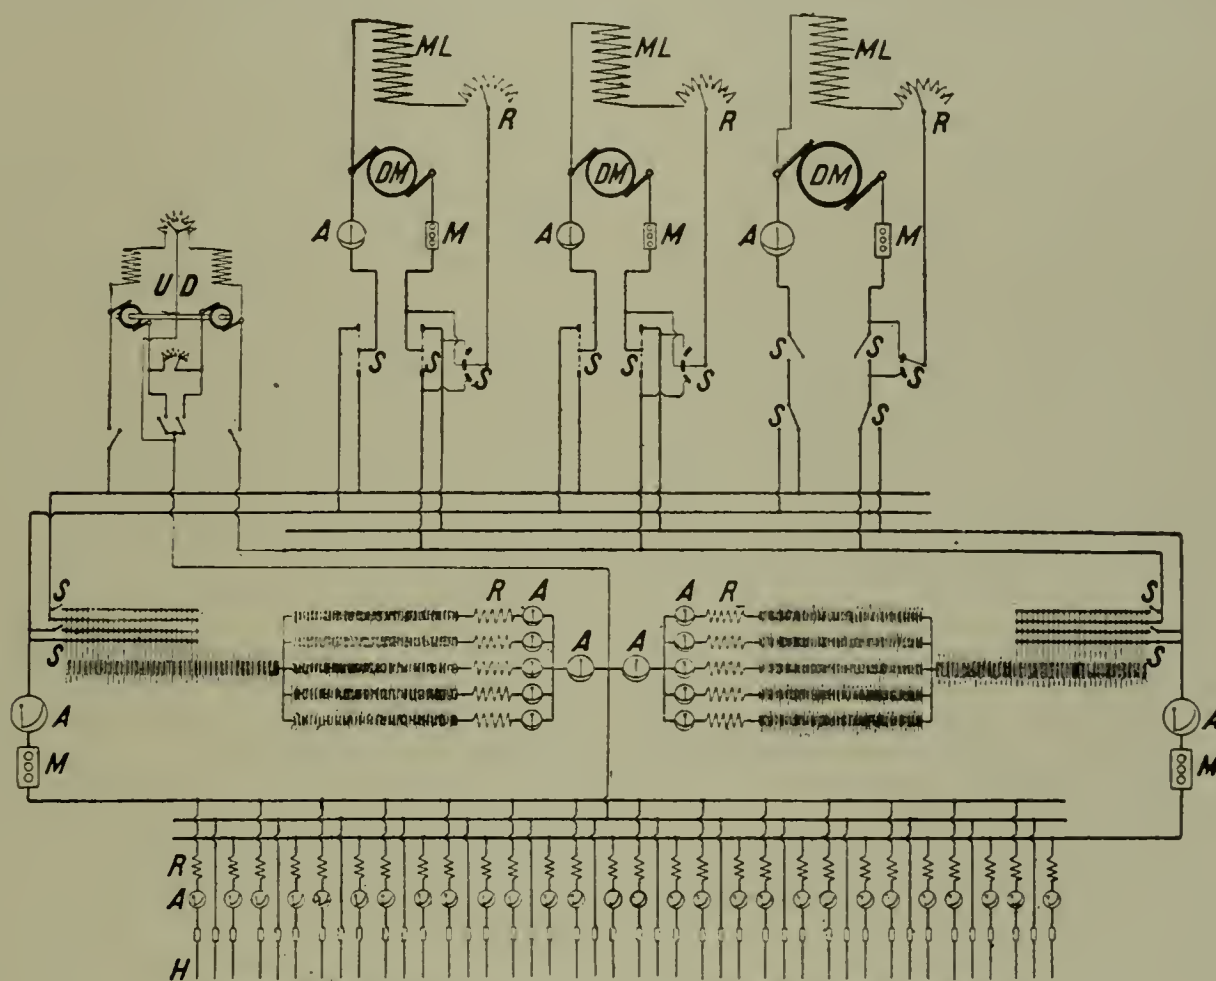 ML ML ML
R R R
DM DM DM
A M A M A M
U D
S S
S S S S S S S
S S
R A A R
S S
A A
S S
A A
M M
R
A
H